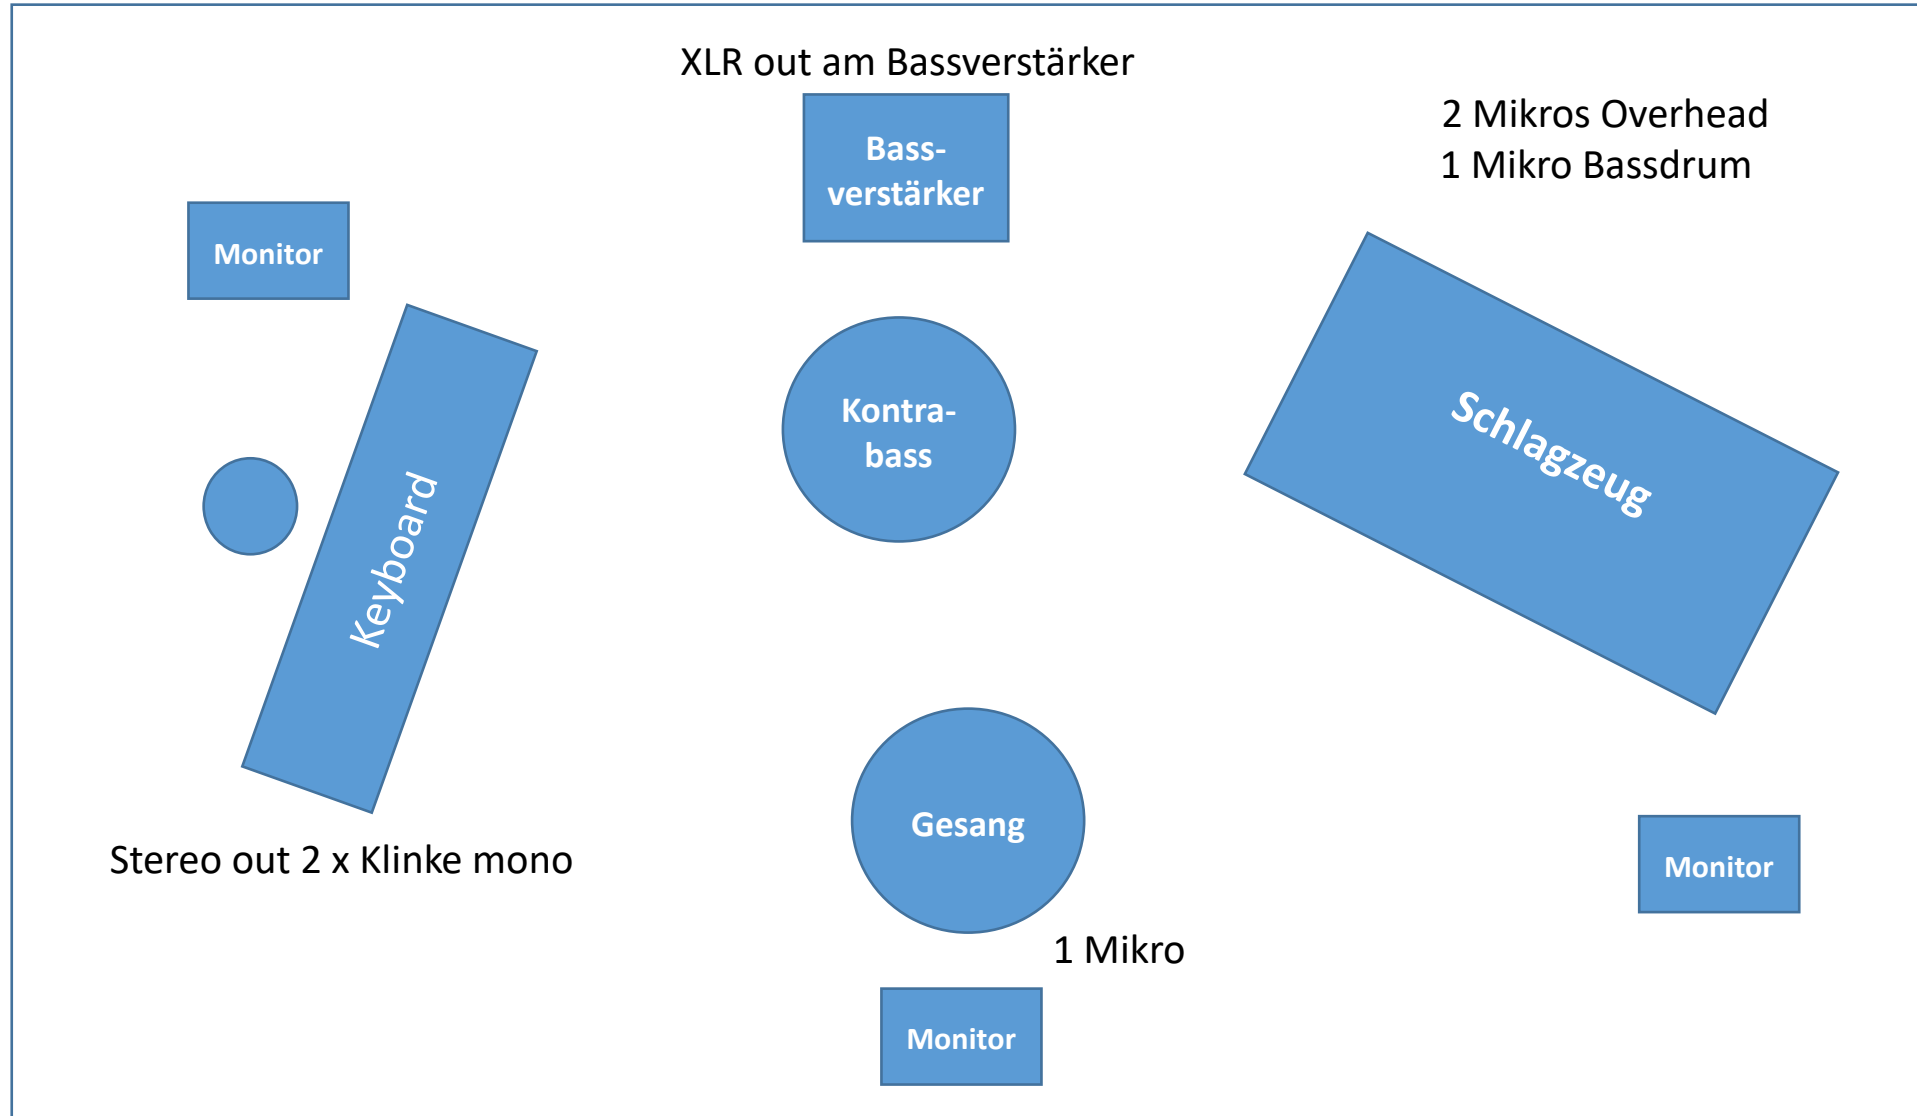 XLR out am Bassverstärker
Bass-
verstärker
2 Mikros Overhead
1 Mikro Bassdrum
Monitor
Kontra-
bass
Schlagzeug
Keyboard
Gesang
Stereo out 2 x Klinke mono
Monitor
1 Mikro
Monitor